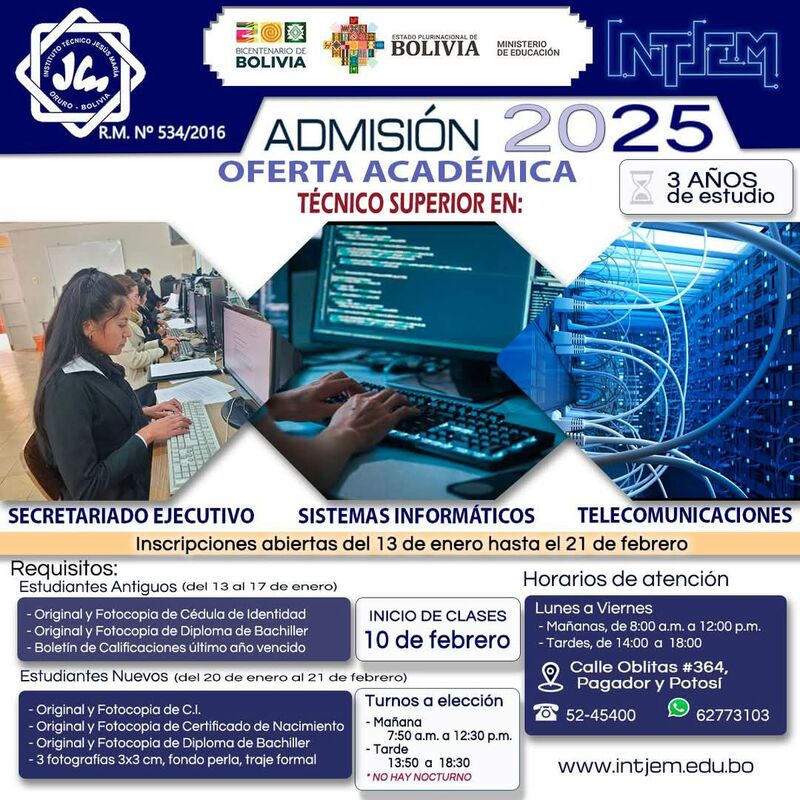 INSTITUTO TÉCNICO JESÚS MARÍA
ORURO - BOLIVIA
BICENTENARIO DE
BOLIVIA
ESTADO PLURINACIONAL DE
BOLIVIA
MINISTERIO
DE EDUCACIÓN
INTJEM
R.M. Nº 534/2016
ADMISIÓN 2025
OFERTA ACADÉMICA
TÉCNICO SUPERIOR EN:
3 AÑOS
de estudio
SECRETARIADO EJECUTIVO
SISTEMAS INFORMÁTICOS
TELECOMUNICACIONES
Inscripciones abiertas del 13 de enero hasta el 21 de febrero
Requisitos:
Estudiantes Antiguos (del 13 al 17 de enero)
- Original y Fotocopia de Cédula de Identidad
- Original y Fotocopia de Diploma de Bachiller
- Boletín de Calificaciones último año vencido
Estudiantes Nuevos (del 20 de enero al 21 de febrero)
- Original y Fotocopia de C.I.
- Original y Fotocopia de Certificado de Nacimiento
- Original y Fotocopia de Diploma de Bachiller
- 3 fotografías 3x3 cm, fondo perla, traje formal
INICIO DE CLASES
10 de febrero
Turnos a elección
- Mañana
7:50 a.m. a 12:30 p.m.
- Tarde
13:50 a 18:30
* NO HAY NOCTURNO
Horarios de atención
Lunes a Viernes
- Mañanas, de 8:00 a.m. a 12:00 p.m.
- Tardes, de 14:00 a 18:00
Calle Oblitas #364,
Pagador y Potosí
52-45400
62773103
www.intjem.edu.bo